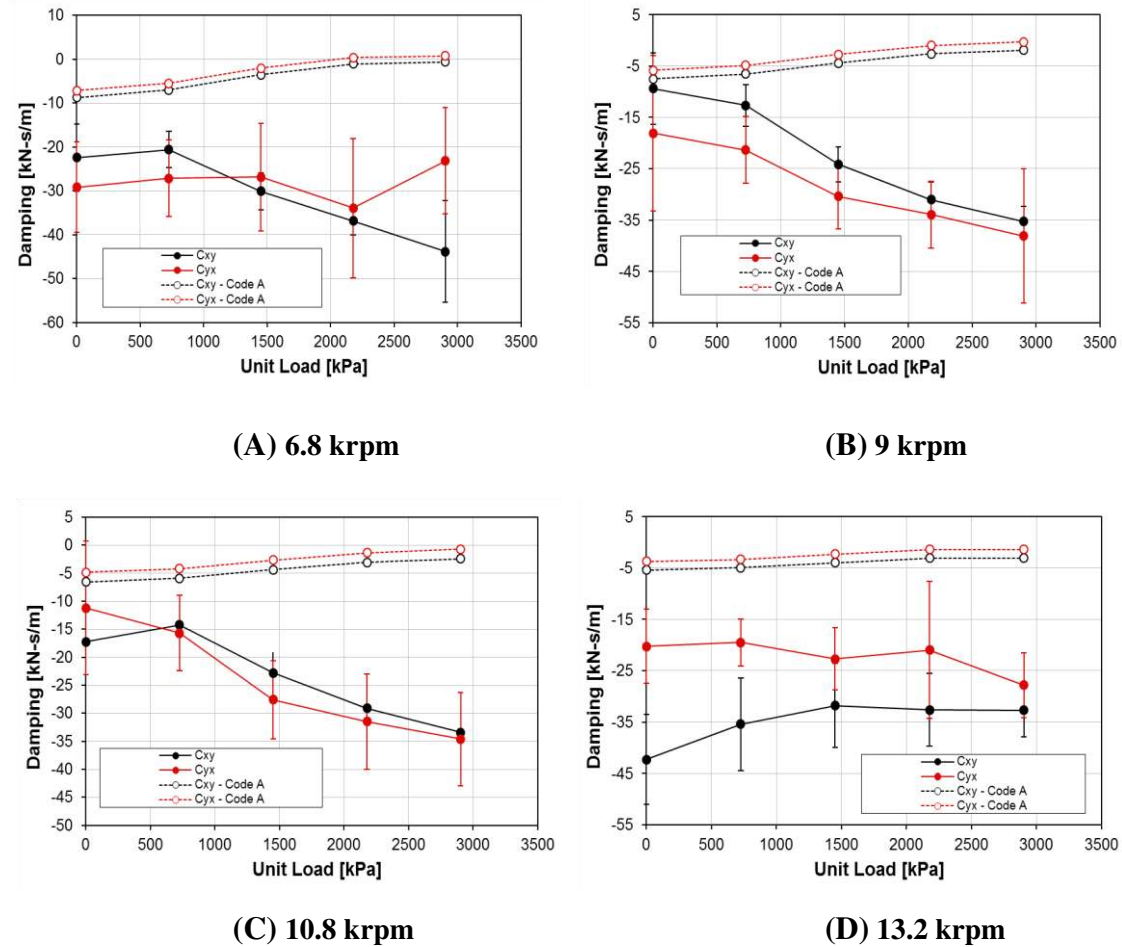 10
0
-10
-20
-30
-40
-50
-60
Damping [kN-s/m]
Cxy
Cyx
Cxy - Code A
Cyx - Code A
0 500 1000 1500 2000 2500 3000 3500
Unit Load [kPa]
(A) 6.8 krpm
5
-5
-15
-25
-35
-45
-55
Damping [kN-s/m]
Cxy
Cyx
Cxy - Code A
Cyx - Code A
0 500 1000 1500 2000 2500 3000 3500
Unit Load [kPa]
(B) 9 krpm
5
0
-5
-10
-15
-20
-25
-30
-35
-40
-45
-50
Damping [kN-s/m]
Cxy
Cyx
Cxy - Code A
Cyx - Code A
0 500 1000 1500 2000 2500 3000 3500
Unit Load [kPa]
(C) 10.8 krpm
5
-5
-15
-25
-35
-45
-55
Damping [kN-s/m]
Cxy
Cyx
Cxy - Code A
Cyx - Code A
0 500 1000 1500 2000 2500 3000 3500
Unit Load [kPa]
(D) 13.2 krpm